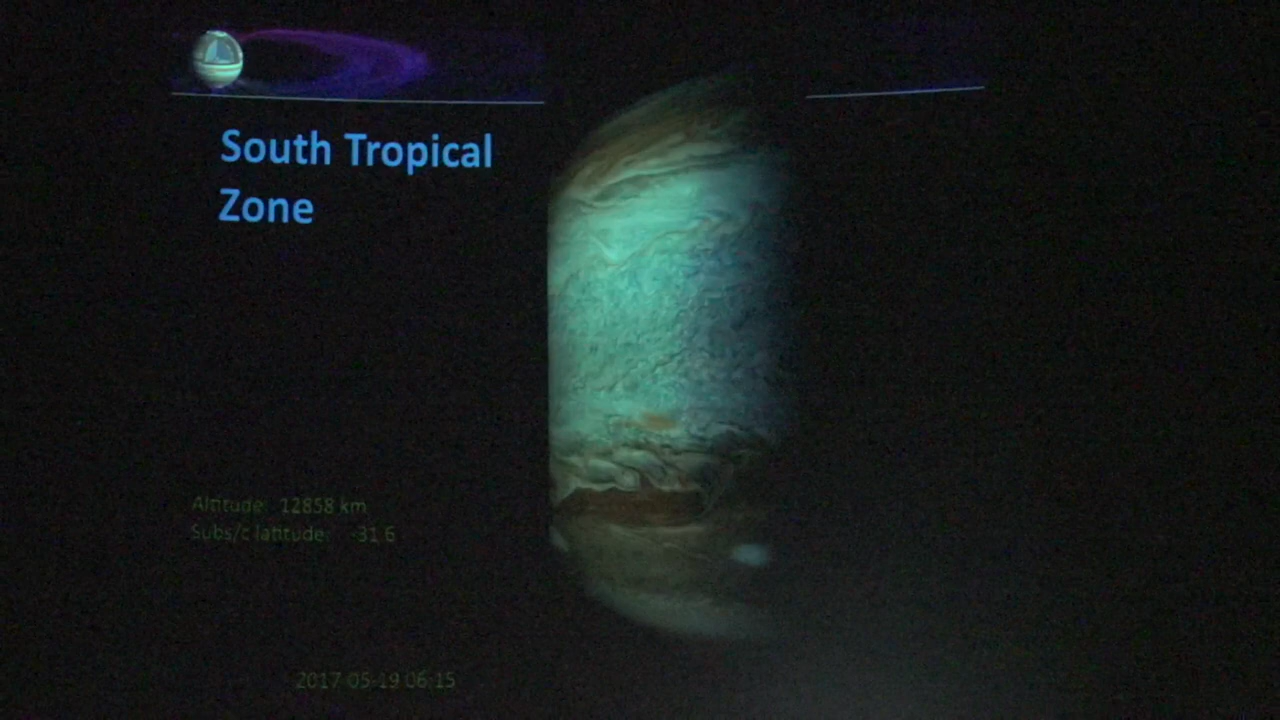 South Tropical
Zone
Altitude: 12858 km
Subs/c latitude: -31.6
2017-05-19 06:15